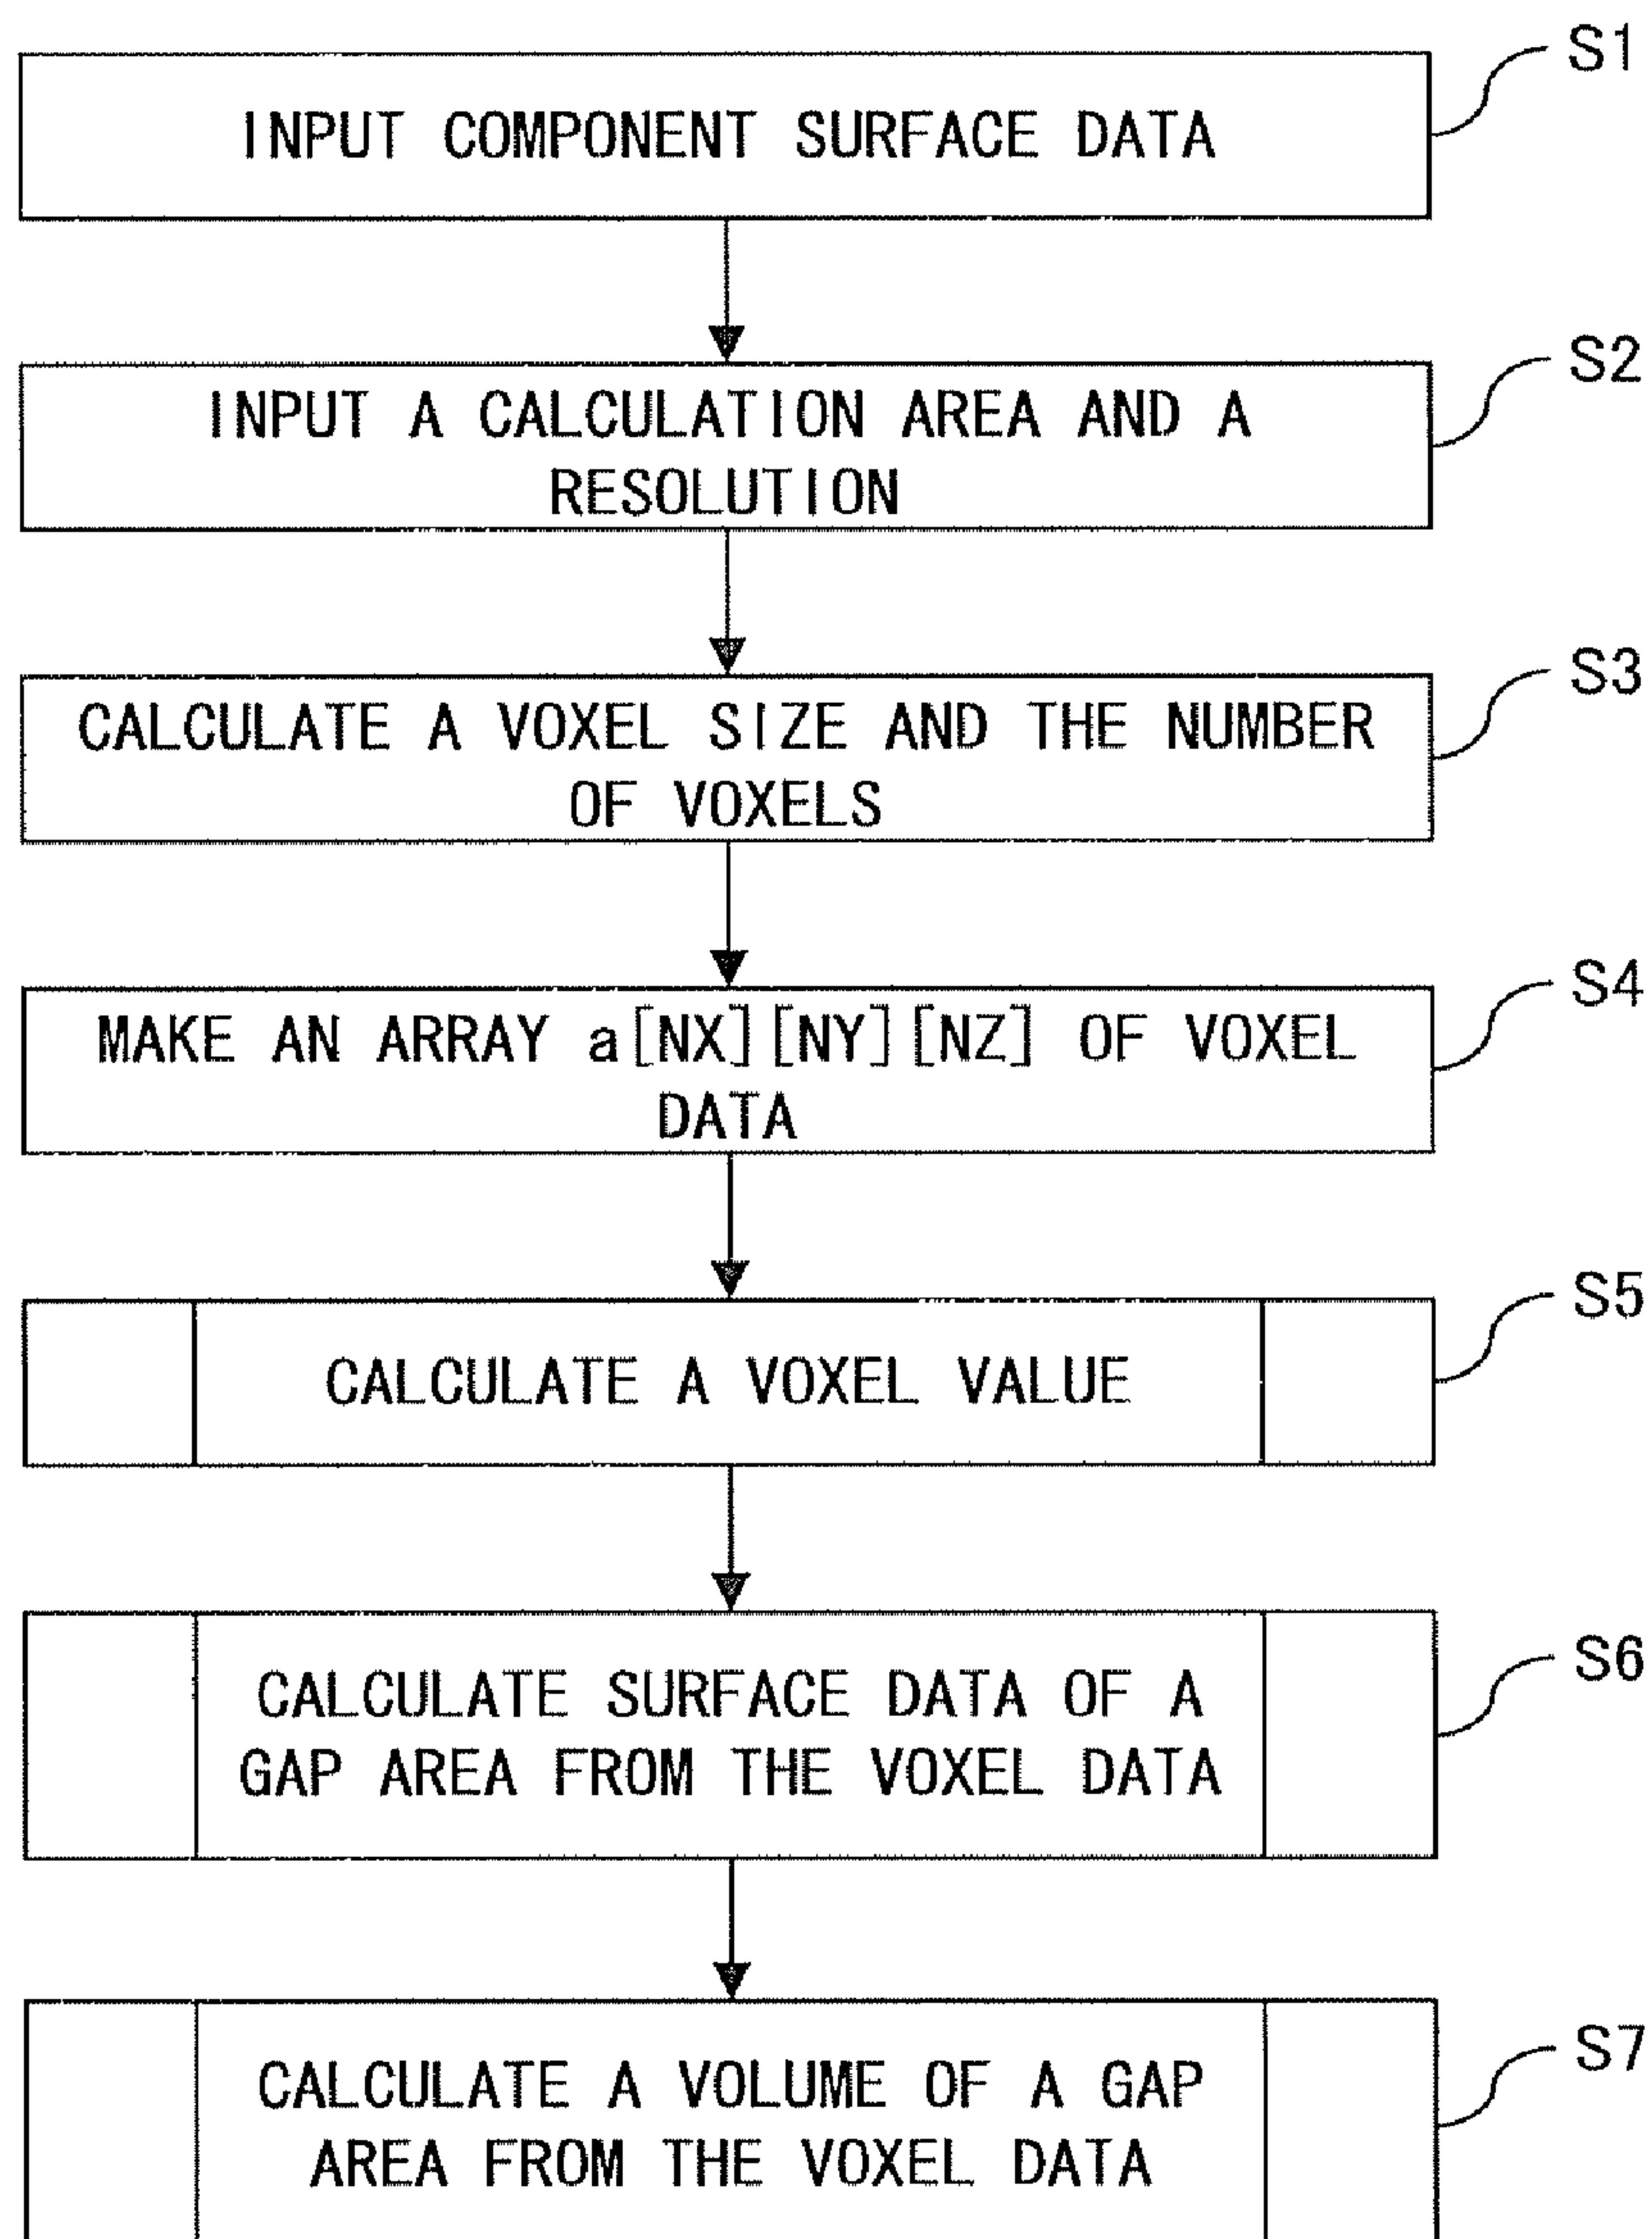 S1
INPUT COMPONENT SURFACE DATA
S2
INPUT A CALCULATION AREA AND A
RESOLUTION
S3
CALCULATE A VOXEL SIZE AND THE NUMBER
OF VOXELS
S4
MAKE AN ARRAY a[NX][NY][NZ] OF VOXEL
DATA
S5
CALCULATE A VOXEL VALUE
S6
CALCULATE SURFACE DATA OF A
GAP AREA FROM THE VOXEL DATA
S7
CALCULATE A VOLUME OF A GAP
AREA FROM THE VOXEL DATA